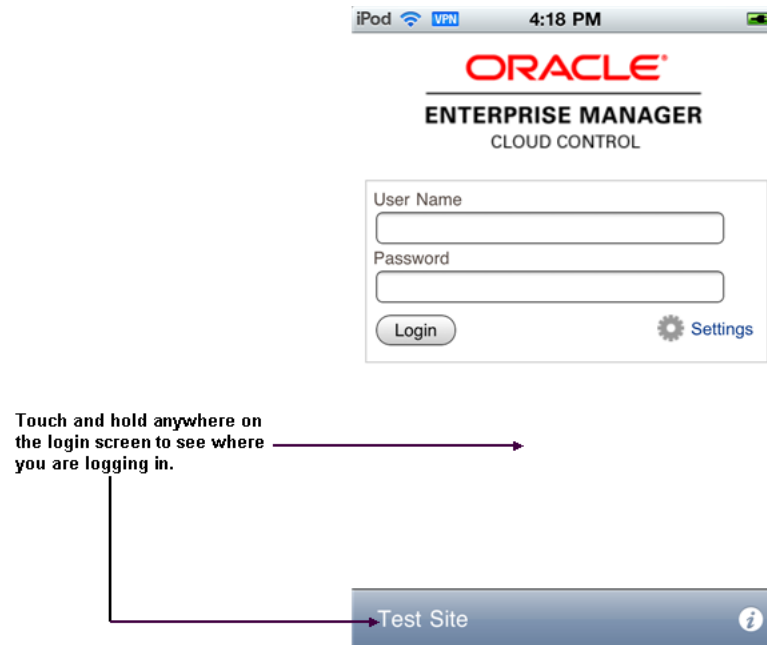 iPod VPN 4:18 PM
ORACLE
ENTERPRISE MANAGER
CLOUD CONTROL
User Name
Password
Login Settings
Touch and hold anywhere on
the login screen to see where
you are logging in.
Test Site i